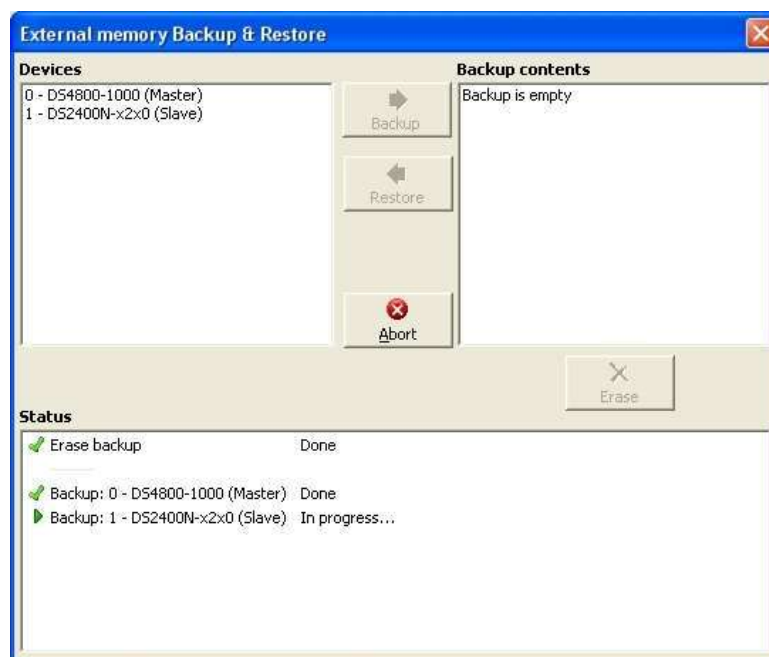 External memory Backup & Restore
Devices
0 - DS4800-1000 (Master)
1 - DS2400N-x2x0 (Slave)
Backup
Restore
Abort
Backup contents
Backup is empty
Erase
Status
Erase backup Done
Backup: 0 - DS4800-1000 (Master) Done
Backup: 1 - DS2400N-x2x0 (Slave) In progress...